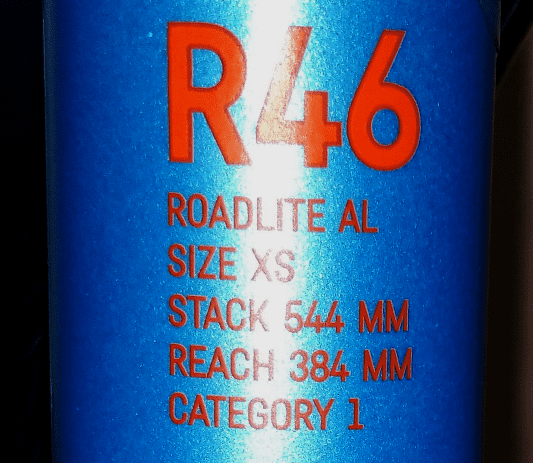 R46
ROADLITE AL
SIZE XS
STACK 544 MM
REACH 384 MM
CATEGORY 1